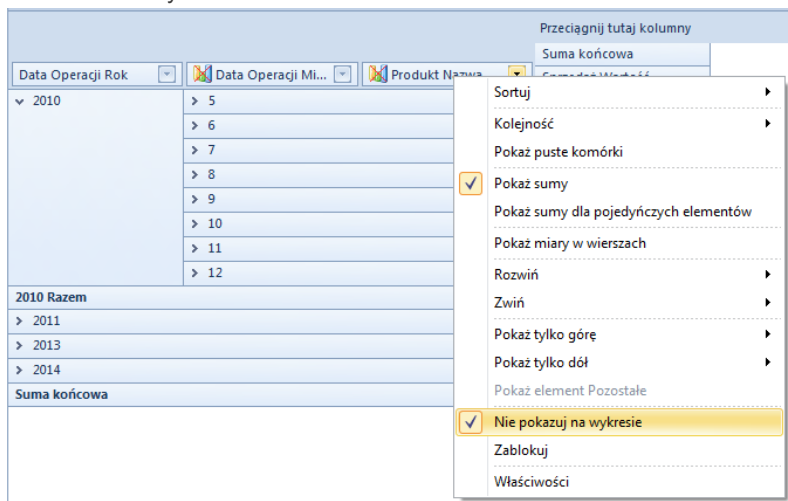 Przeciągnij tutaj kolumny
Suma końcowa
Data Operacji Rok Data Operacji Mi... Produkt Nazwa
Sprzedaż Wartość
2010
5
6
7
8
9
10
11
12
2010 Razem
2011
2013
2014
Suma końcowa
Sortuj
Kolejność
Pokaż puste komórki
Pokaż sumy
Pokaż sumy dla pojedyńczych elementów
Pokaż miary w wierszach
Rozwiń
Zwiń
Pokaż tylko górę
Pokaż tylko dół
Pokaż element Pozostałe
Nie pokazuj na wykresie
Zablokuj
Właściwości